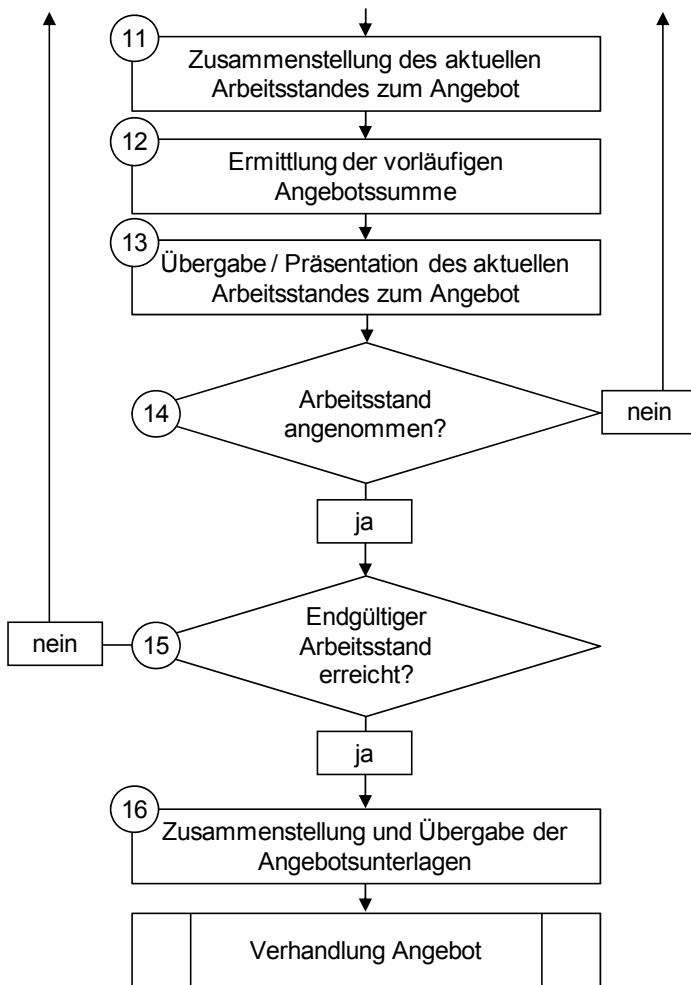 11
Zusammenstellung des aktuellen
Arbeitsstandes zum Angebot
12
Ermittlung der vorläufigen
Angebotssumme
13
Übergabe / Präsentation des aktuellen
Arbeitsstandes zum Angebot
14
Arbeitsstand
angenommen?
nein
ja
nein
15
Endgültiger
Arbeitsstand
erreicht?
ja
16
Zusammenstellung und Übergabe der
Angebotsunterlagen
Verhandlung Angebot